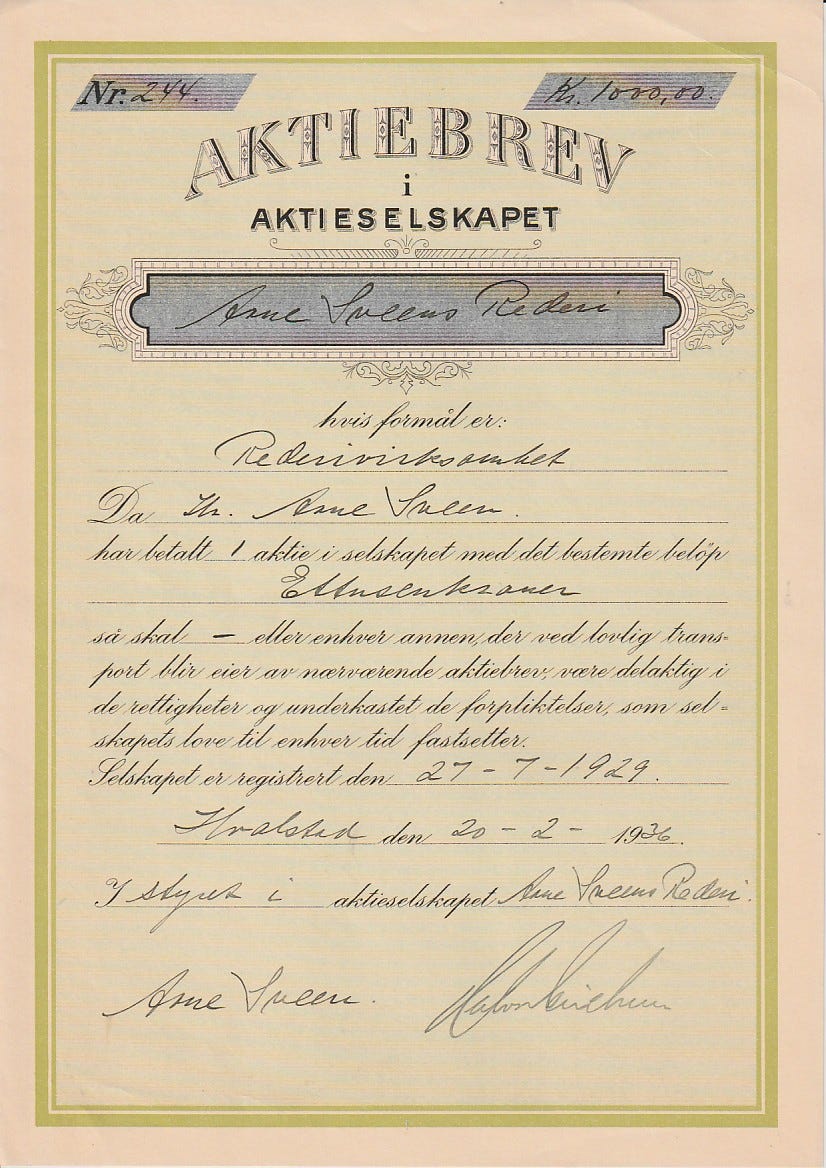 Nr. 244.
Kr. 1000,00.
AKTIEBREV
i
AKTIESELSKAPET
Arne Sveens Rederi
hvis formål er:
Rederivirksomhet
Da Hr. Arne Sveen.
har betalt 1 aktie i selskapet med det bestemte beløp
Ettusenkroner
så skal – eller enhver annen, der ved lovlig trans-
port blir eier av nærværende aktiebrev, være delaktig i
de rettigheter og underkastet de forpliktelser, som sel-
skapets love til enhver tid fastsetter.
Selskapet er registrert den 27 - 7 - 1929.
Hvalstad den 20 - 2 - 1936.
I styret i aktieselskapet Arne Sveens Rederi.
Arne Sveen.